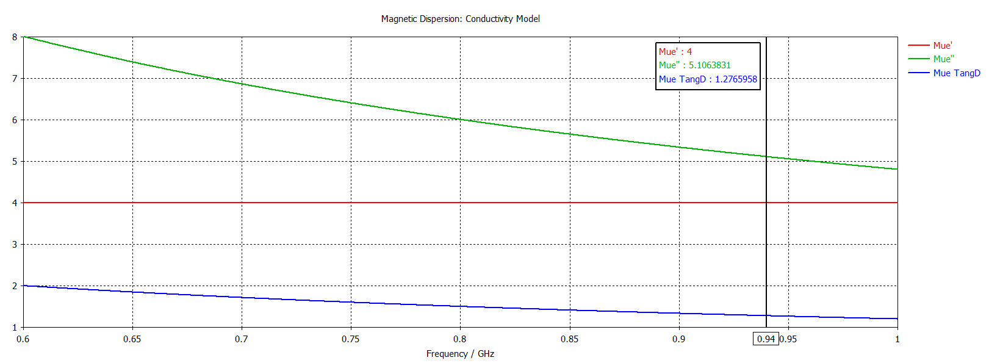 Magnetic Dispersion: Conductivity Model
8
7
6
5
4
3
2
1
Mue' : 4
Mue" : 5.1063831
Mue TangD : 1.2765958
Mue'
Mue"
Mue TangD
0.6 0.65 0.7 0.75 0.8 0.85 0.9 0.94 0.95 1
Frequency / GHz